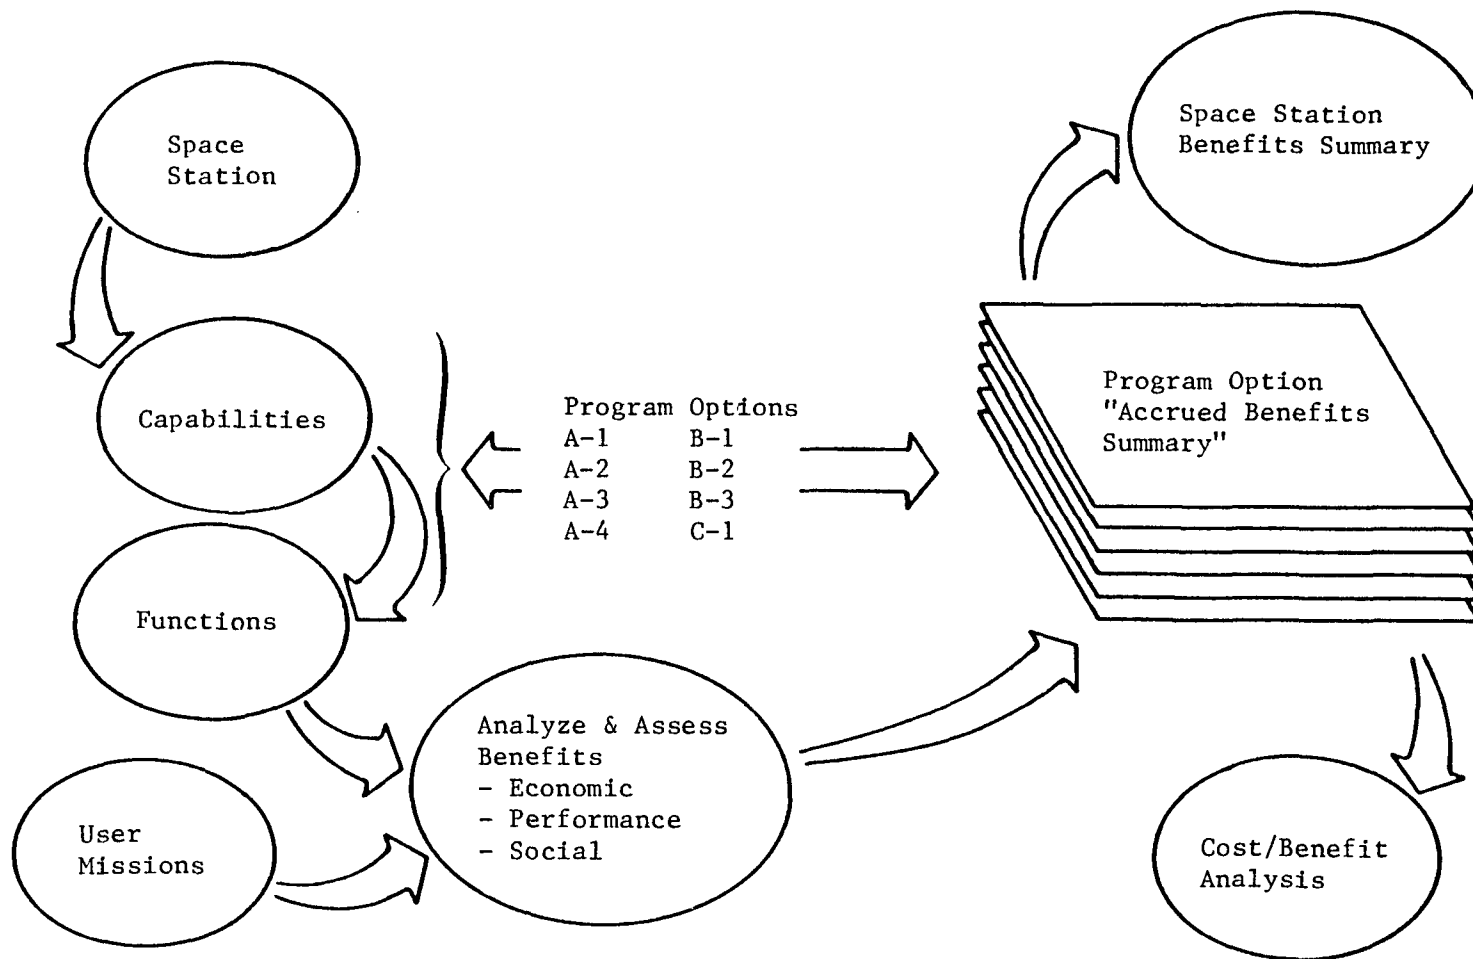 Space
Station
Capabilities
Functions
User
Missions
Analyze & Assess
Benefits
- Economic
- Performance
- Social
Program Options
A-1 B-1
A-2 B-2
A-3 B-3
A-4 C-1
Space Station
Benefits Summary
Program Option
"Accrued Benefits
Summary"
Cost/Benefit
Analysis